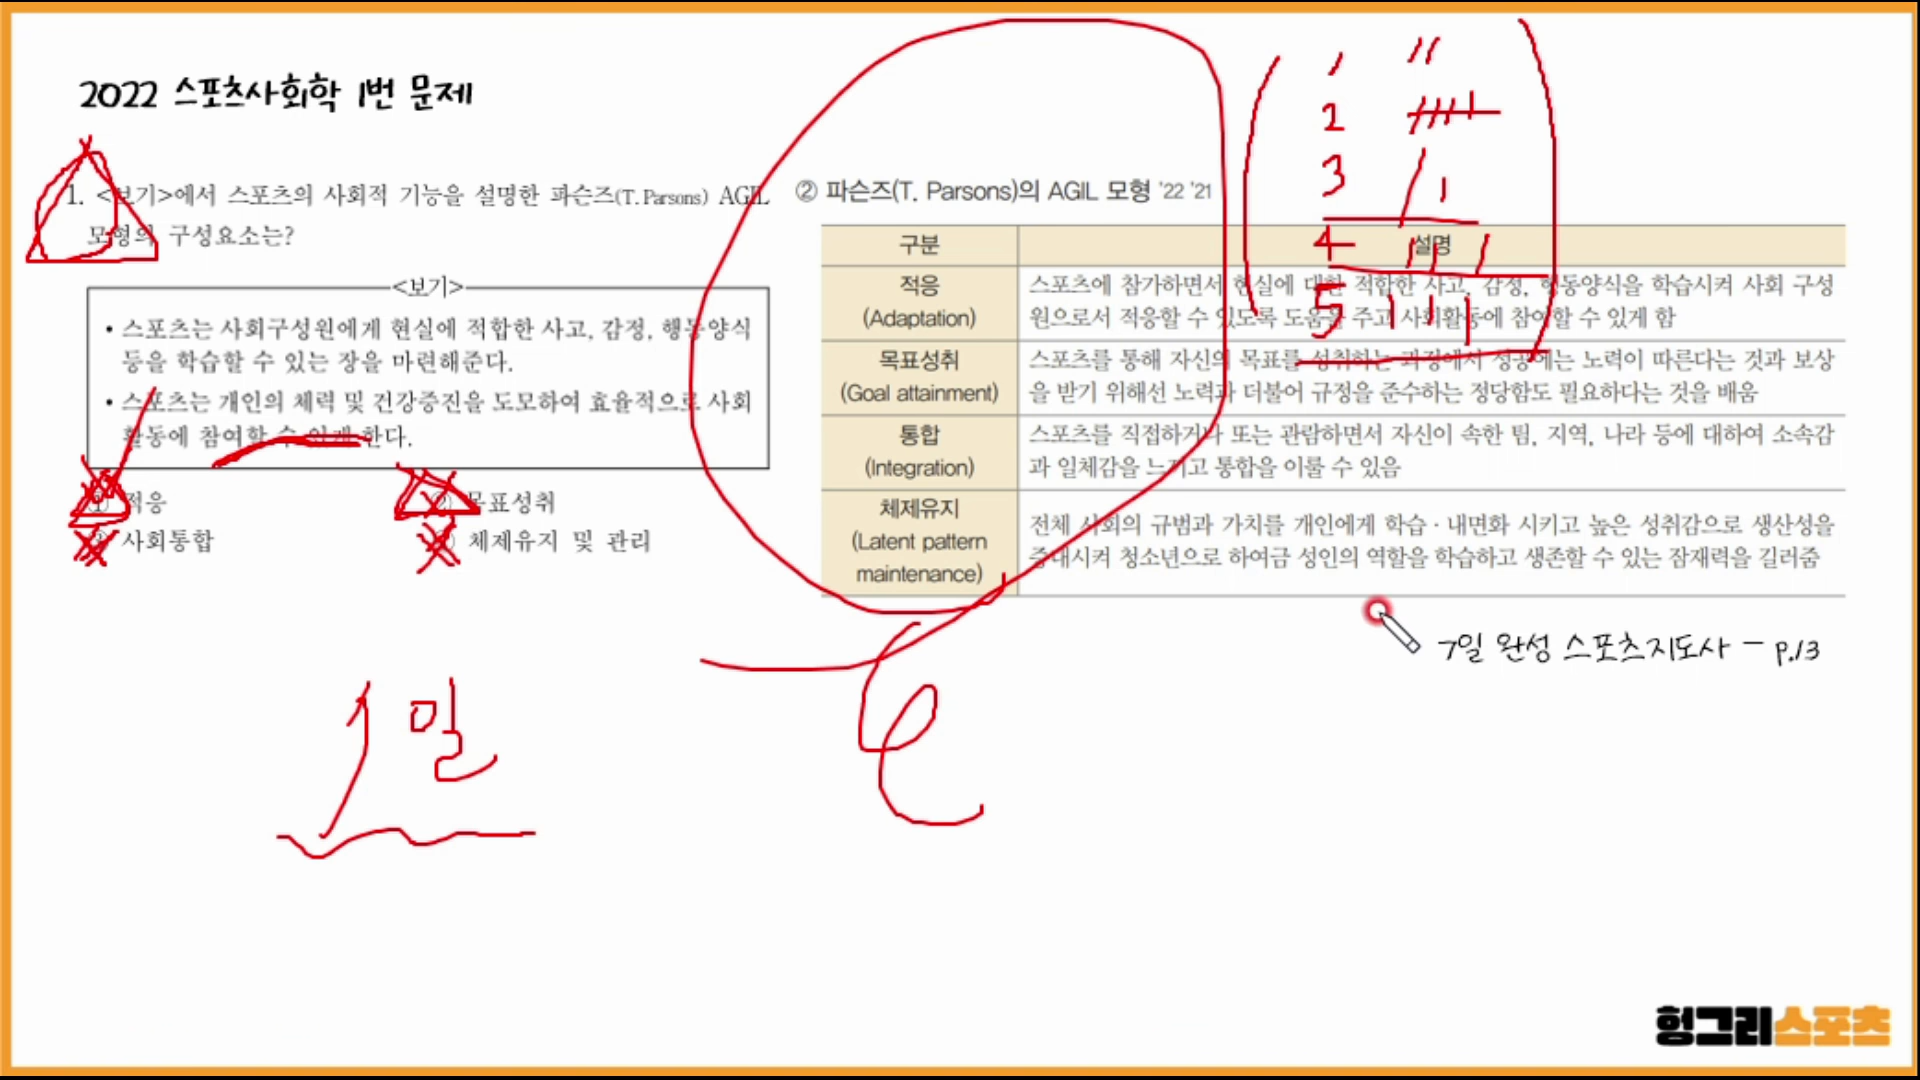 2022 스포츠사회학 1번 문제
1. <보기>에서 스포츠의 사회적 기능을 설명한 파슨즈(T.Parsons) AGIL
모형의 구성요소는?
<보기>
• 스포츠는 사회구성원에게 현실에 적합한 사고, 감정, 행동양식
등을 학습할 수 있는 장을 마련해준다.
• 스포츠는 개인의 체력 및 건강증진을 도모하여 효율적으로 사회
활동에 참여할 수 있게 한다.
① 적응
② 목표성취
③ 사회통합
④ 체제유지 및 관리
1일
② 파슨즈(T. Parsons)의 AGIL 모형 '22 '21
구분 설명
적응
(Adaptation)
스포츠에 참가하면서 현실에 대한 적합한 사고, 감정, 행동양식을 학습시켜 사회 구성
원으로서 적응할 수 있도록 도움을 주고 사회활동에 참여할 수 있게 함
목표성취
(Goal attainment)
스포츠를 통해 자신의 목표를 성취하는 과정에서 성공에는 노력이 따른다는 것과 보상
을 받기 위해선 노력과 더불어 규정을 준수하는 정당함도 필요하다는 것을 배움
통합
(Integration)
스포츠를 직접하거나 또는 관람하면서 자신이 속한 팀, 지역, 나라 등에 대하여 소속감
과 일체감을 느끼고 통합을 이룰 수 있음
체제유지
(Latent pattern
maintenance)
전체 사회의 규범과 가치를 개인에게 학습·내면화 시키고 높은 성취감으로 생산성을
증대시켜 청소년으로 하여금 성인의 역할을 학습하고 생존할 수 있는 잠재력을 길러줌
1
2
3
4
5
7일 완성 스포츠지도사 - p.13
헝그리스포츠